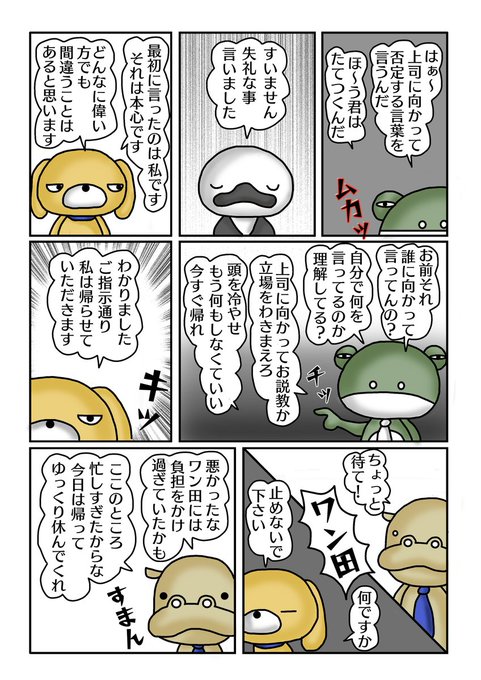 はぁ～
上司に向かって
否定する言葉を
言うんだ
ほ～う君は
たてつくんだ
ムカッ
すいません
失礼な事
言いました
最初に言ったのは私です
それは本心です
どんなに偉い
方でも
間違うことは
あると思います
お前それ
誰に向かって
言ってんの？
自分で何を
言ってるのか
理解してる？
チッ
上司に向かってお説教か
立場をわきまえろ
頭を冷やせ
もう何もしなくていい
今すぐ帰れ
わかりました
ご指示通り
私は帰らせて
いただきます
キッ
ちょっと
待て！
ワン田
止めないで
下さい
何ですか
悪かったな
ワン田には
負担をかけ
過ぎていたかも
ここのところ
忙しすぎたからな
今日は帰って
ゆっくり休んでくれ
すまん